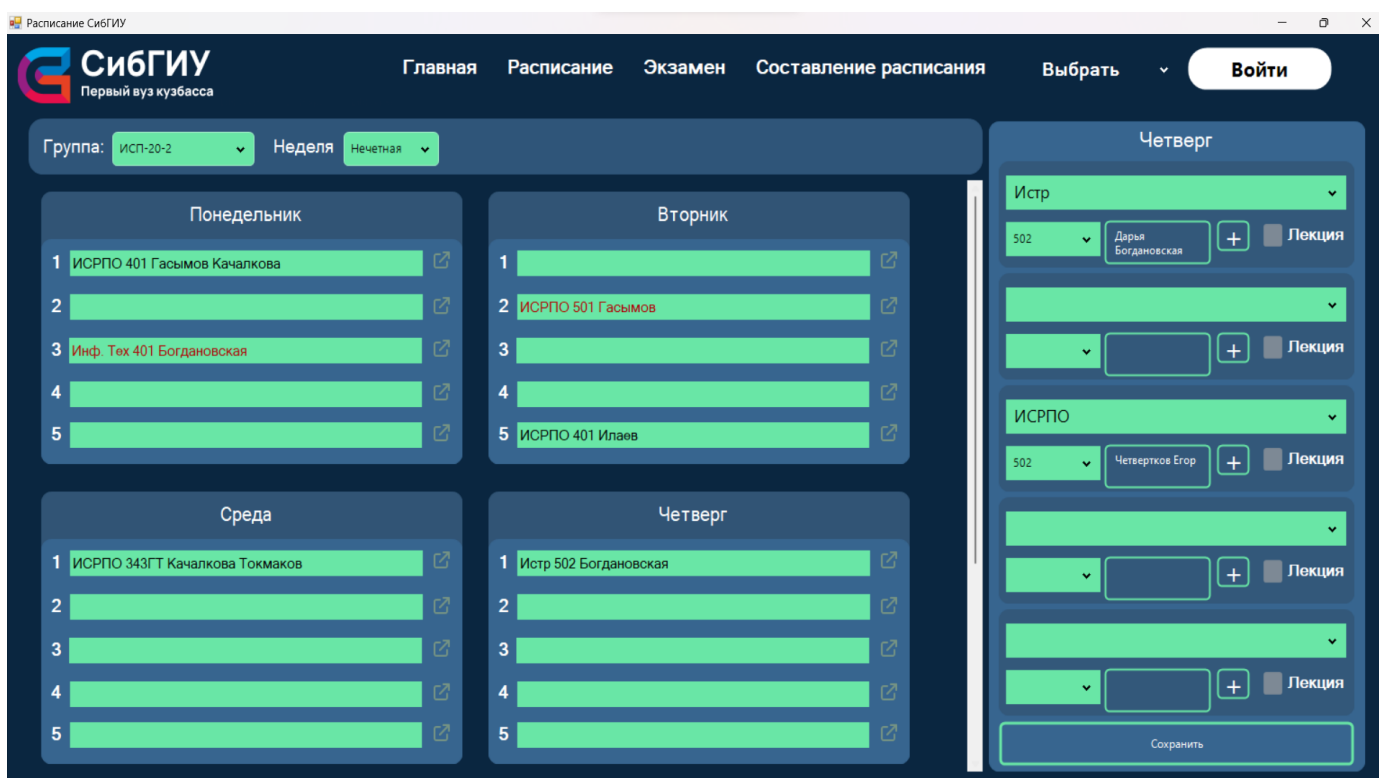 Расписание СибГИУ
СибГИУ
Первый вуз кузбасса
Главная Расписание Экзамен Составление расписания Выбрать Войти
Группа: ИСП-20-2 Неделя Нечетная
Понедельник
1 ИСРПО 401 Гасымов Качалкова
2
3 Инф. Тех 401 Богдановская
4
5
Вторник
1
2 ИСРПО 501 Гасымов
3
4
5 ИСРПО 401 Илаев
Среда
1 ИСРПО 343ГТ Качалкова Токмаков
2
3
4
5
Четверг
1 Истр 502 Богдановская
2
3
4
5
Четверг
Истр
502 Дарья Богдановская + Лекция
+ Лекция
ИСРПО
502 Четвертков Егор + Лекция
+ Лекция
+ Лекция
Сохранить